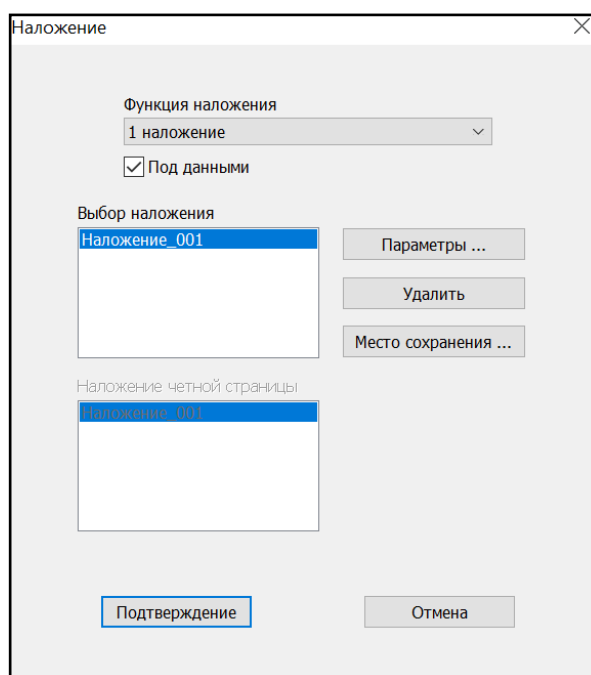 Наложение
Функция наложения
1 наложение
Под данными
Выбор наложения
Наложение_001
Параметры ...
Удалить
Место сохранения ...
Наложение четной страницы
Наложение_001
Подтверждение
Отмена